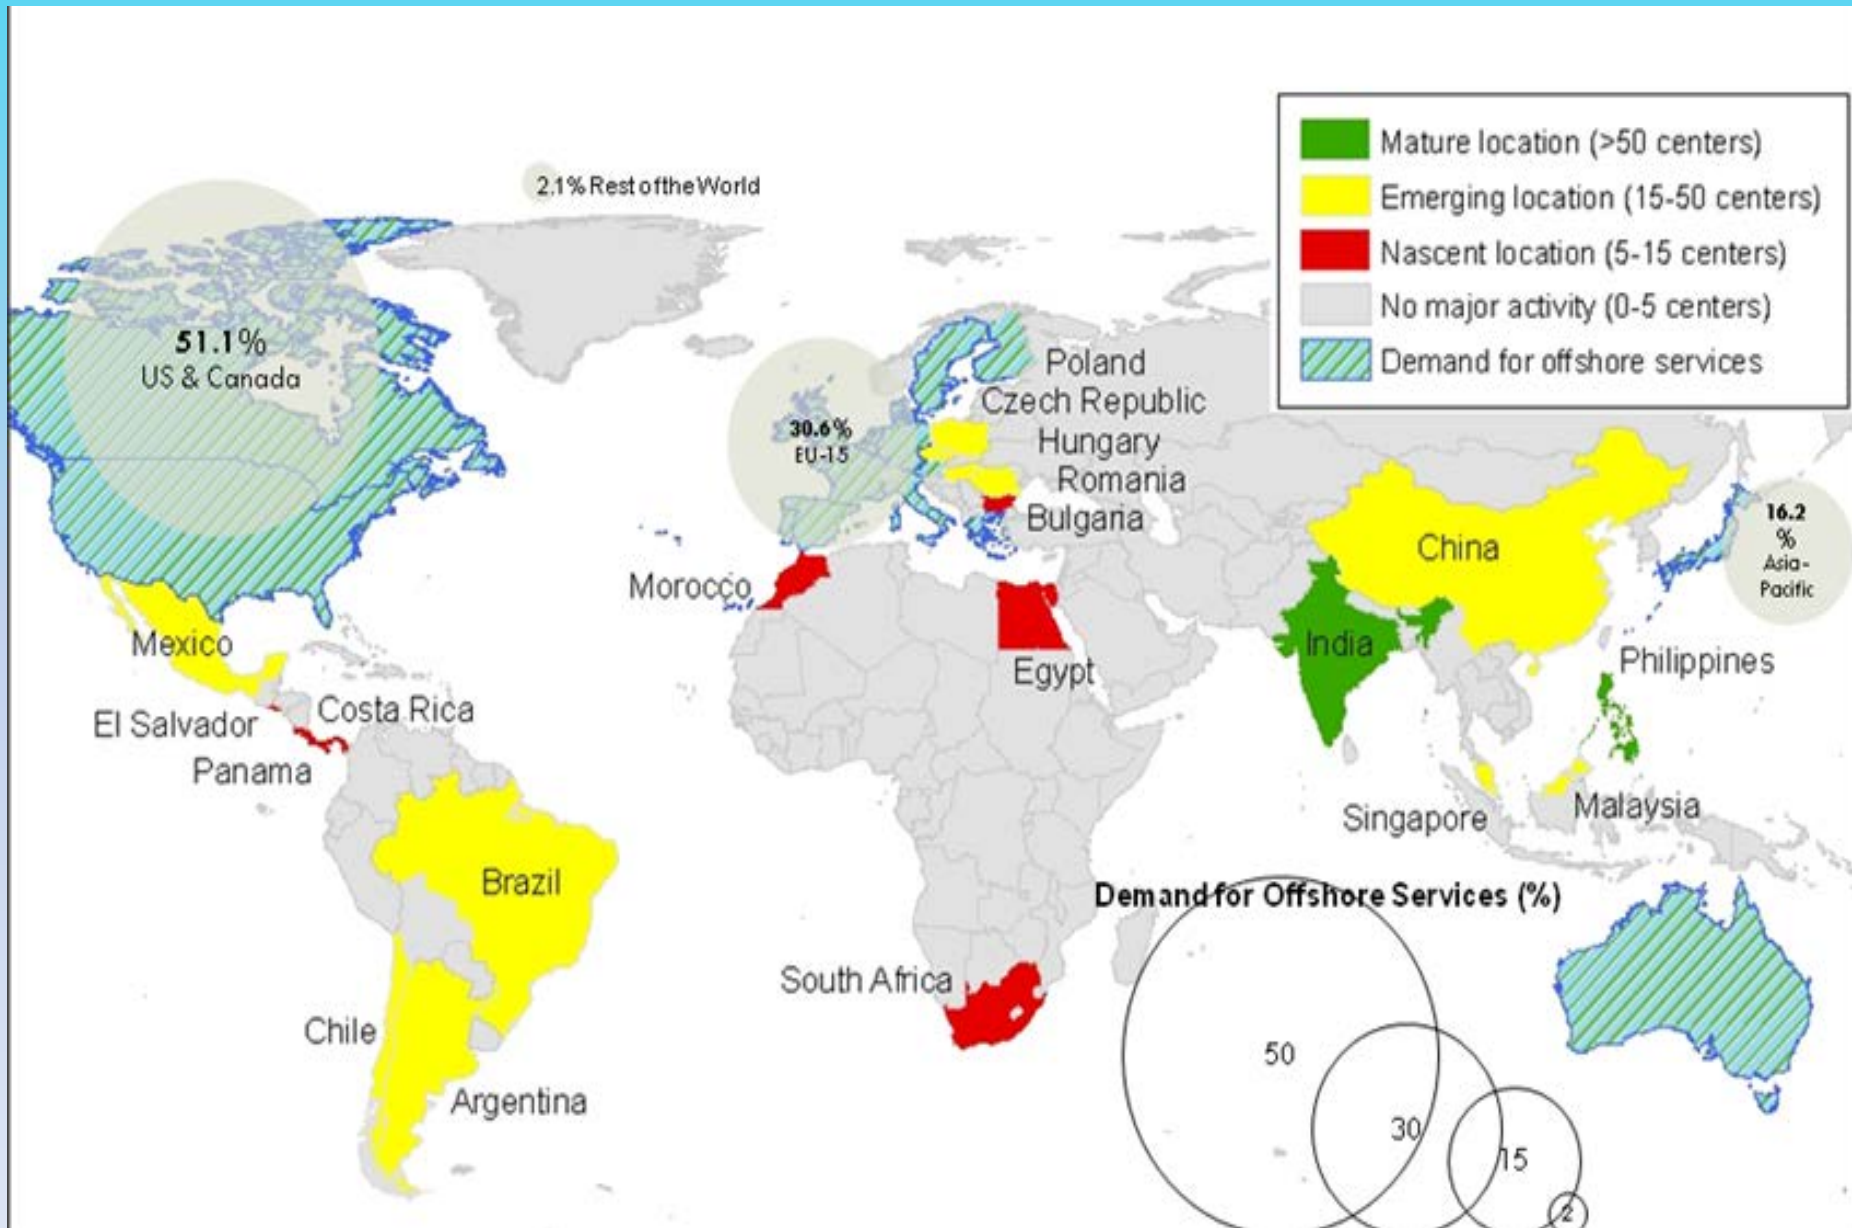 Mature location (>50 centers)
Emerging location (15-50 centers)
Nascent location (5-15 centers)
No major activity (0-5 centers)
Demand for offshore services
2.1% Rest of the World
51.1%
US & Canada
30.6%
EU-15
Poland
Czech Republic
Hungary
Romania
Bulgaria
16.2
%
Asia-
Pacific
China
Morocco
India
Egypt
Philippines
Mexico
El Salvador
Costa Rica
Panama
Singapore
Malaysia
Brazil
South Africa
Chile
Argentina
Demand for Offshore Services (%)
50
30
15
2